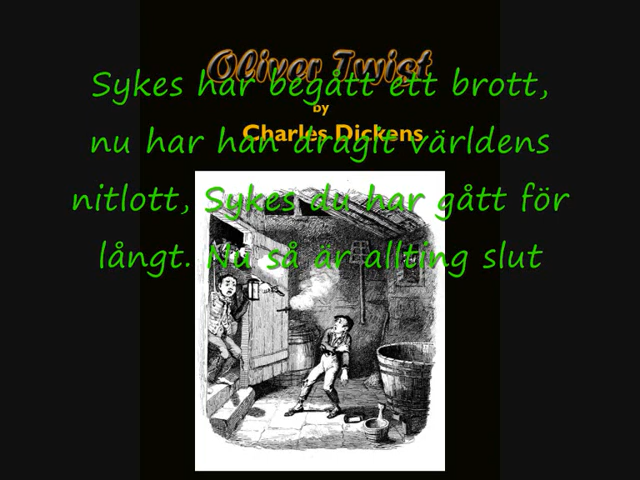 Oliver Twist
Sykes har begått ett brott,
by
Charles Dickens
nu har han dragit världens
nitlott, Sykes du har gått för
långt. Nu så är allting slut